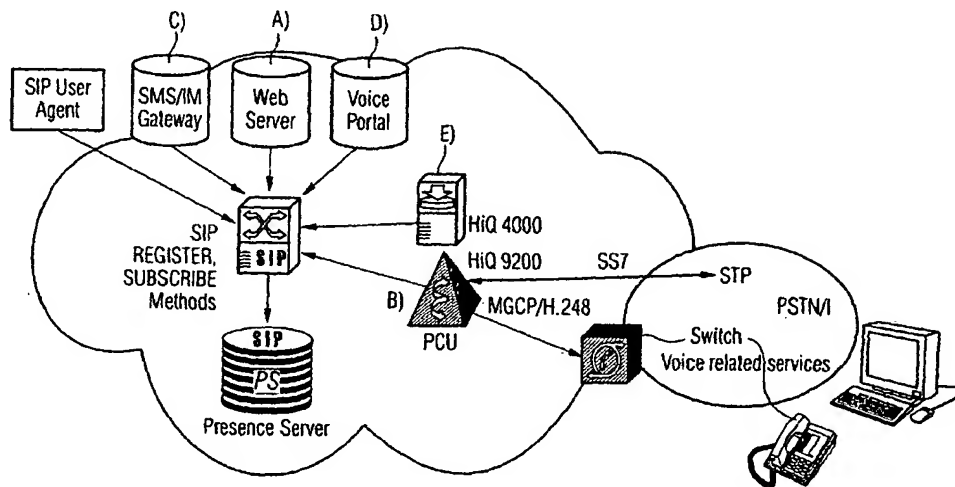 C)
A)
D)
SIP User
Agent
SMS/IM
Gateway
Web
Server
Voice
Portal
E)
HiQ 4000
SIP
REGISTER,
SUBSCRIBE
Methods
SIP
HiQ 9200
SS7
STP
B)
MGCP/H.248
PSTN/I
PCU
Switch
Voice related services
SIP
PS
Presence Server